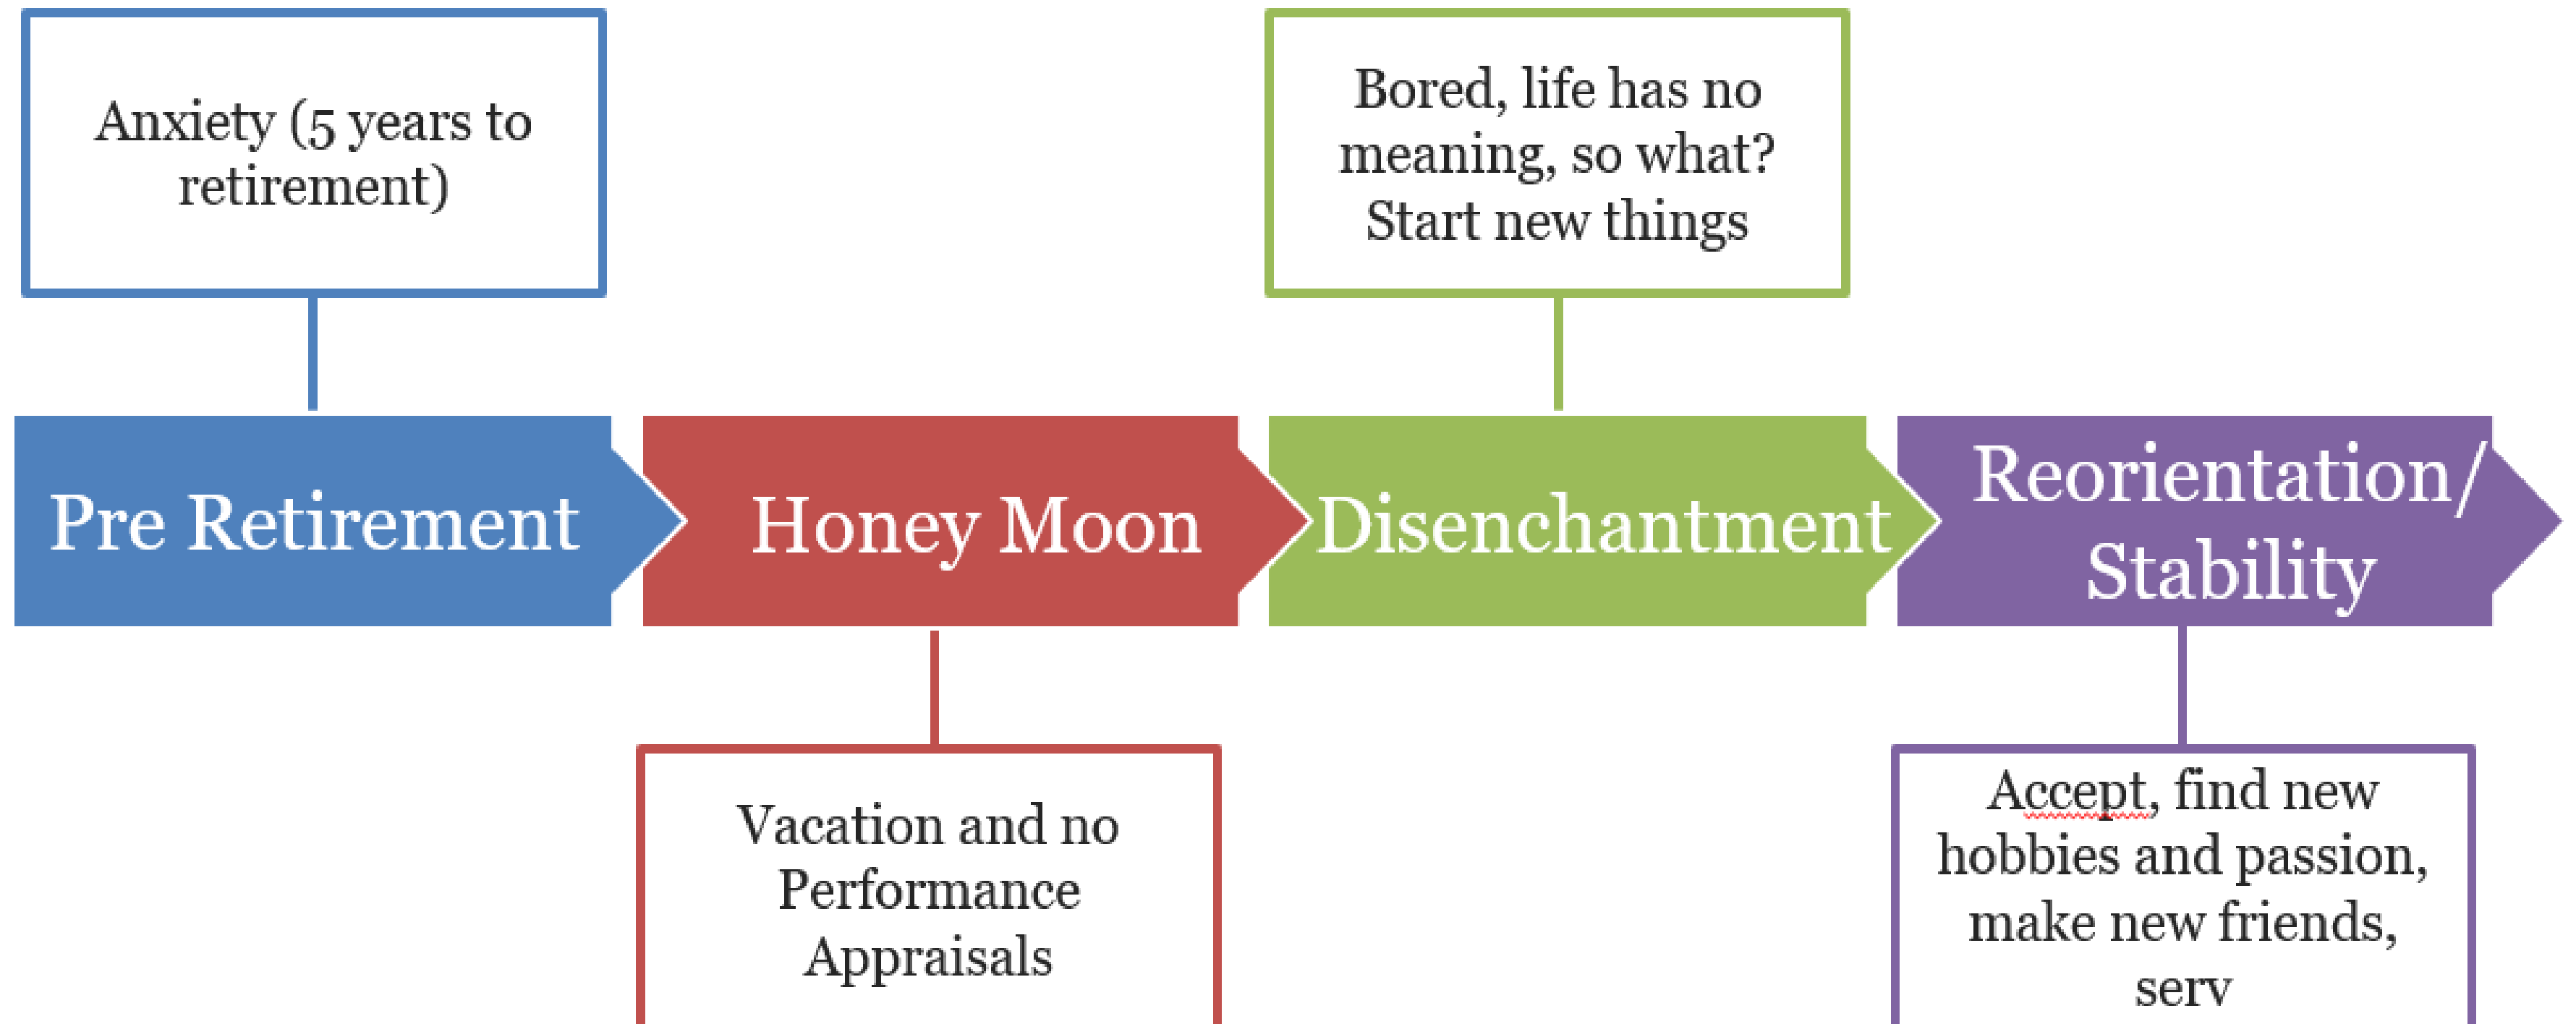 Anxiety (5 years to
retirement)
Bored, life has no
meaning, so what?
Start new things
Pre Retirement
Honey Moon
Disenchantment
Reorientation/
Stability
Vacation and no
Performance
Appraisals
Accept, find new
hobbies and passion,
make new friends,
serv